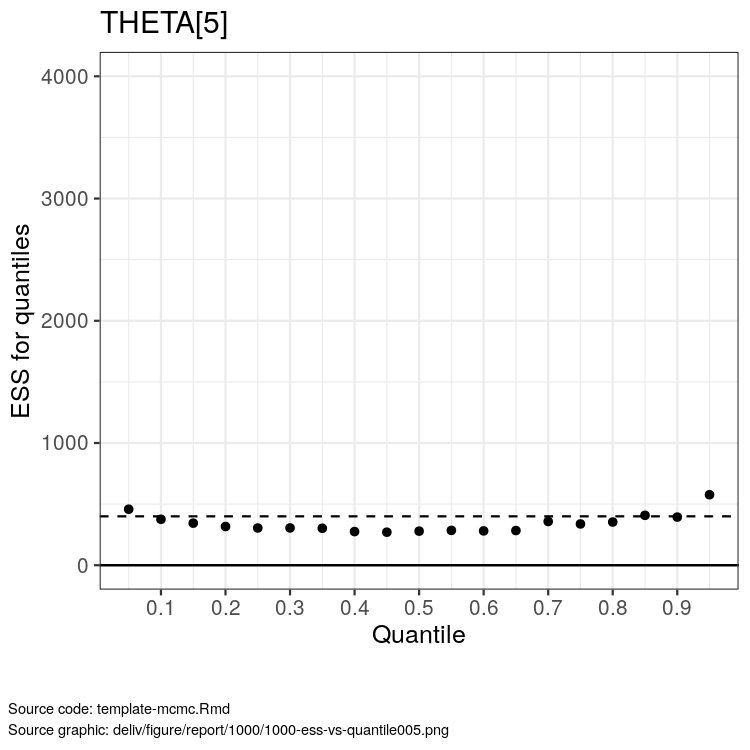 THETA[5]
ESS for quantiles
4000
3000
2000
1000
0
0.1 0.2 0.3 0.4 0.5 0.6 0.7 0.8 0.9
Quantile
Source code: template-mcmc.Rmd
Source graphic: deliv/figure/report/1000/1000-ess-vs-quantile005.png